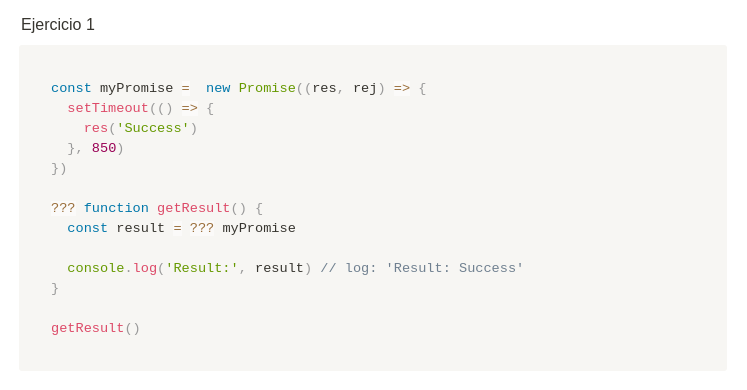 Ejercicio 1
const myPromise =  new Promise((res, rej) => {
  setTimeout(() => {
    res('Success')
  }, 850)
})
??? function getResult() {
  const result = ??? myPromise
  console.log('Result:', result) // log: 'Result: Success'
}
getResult()